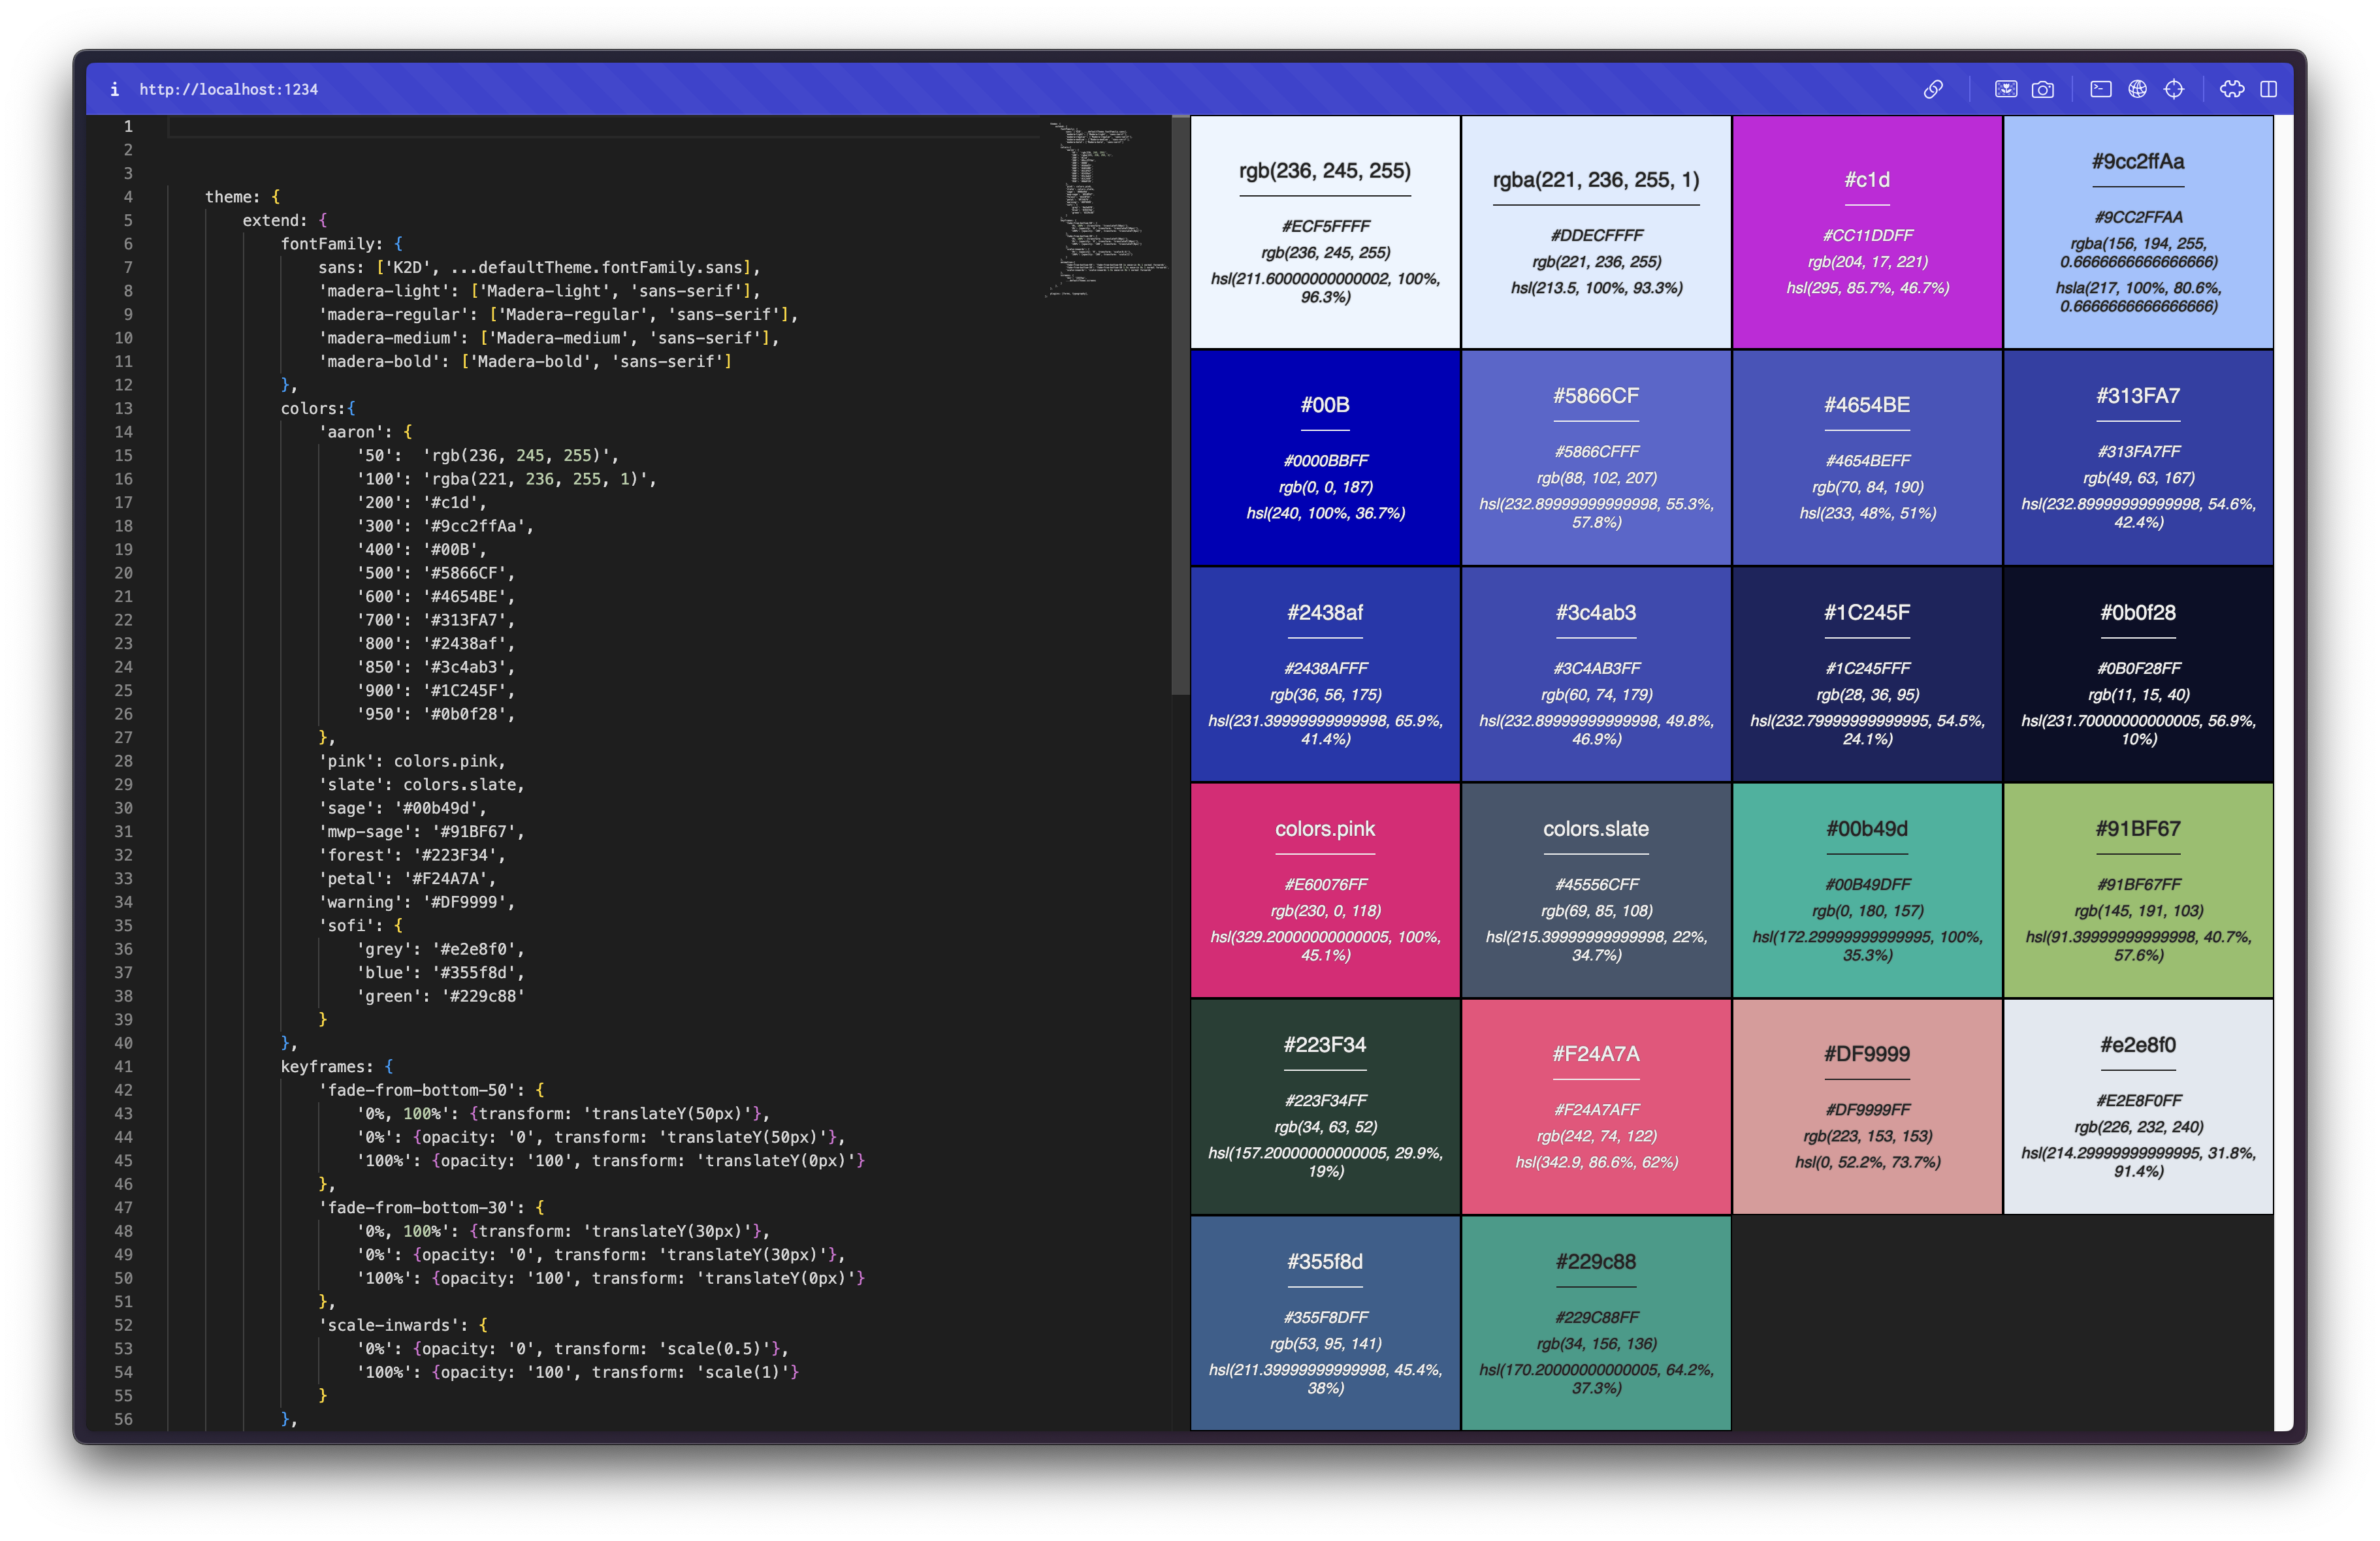 i http://localhost:1234
1
2
3
4 theme: {
5 extend: {
6 fontFamily: {
7 sans: ['K2D', ...defaultTheme.fontFamily.sans],
8 'madera-light': ['Madera-light', 'sans-serif'],
9 'madera-regular': ['Madera-regular', 'sans-serif'],
10 'madera-medium': ['Madera-medium', 'sans-serif'],
11 'madera-bold': ['Madera-bold', 'sans-serif']
12 },
13 colors:{
14 'aaron': {
15 '50':  'rgb(236, 245, 255)',
16 '100': 'rgba(221, 236, 255, 1)',
17 '200': '#c1d',
18 '300': '#9cc2ffAa',
19 '400': '#00B',
20 '500': '#5866CF',
21 '600': '#4654BE',
22 '700': '#313FA7',
23 '800': '#2438af',
24 '850': '#3c4ab3',
25 '900': '#1C245F',
26 '950': '#0b0f28',
27 },
28 'pink': colors.pink,
29 'slate': colors.slate,
30 'sage': '#00b49d',
31 'mwp-sage': '#91BF67',
32 'forest': '#223F34',
33 'petal': '#F24A7A',
34 'warning': '#DF9999',
35 'sofi': {
36 'grey': '#e2e8f0',
37 'blue': '#355f8d',
38 'green': '#229c88'
39 }
40 },
41 keyframes: {
42 'fade-from-bottom-50': {
43 '0%, 100%': {transform: 'translateY(50px)'},
44 '0%': {opacity: '0', transform: 'translateY(50px)'},
45 '100%': {opacity: '100', transform: 'translateY(0px)'}
46 },
47 'fade-from-bottom-30': {
48 '0%, 100%': {transform: 'translateY(30px)'},
49 '0%': {opacity: '0', transform: 'translateY(30px)'},
50 '100%': {opacity: '100', transform: 'translateY(0px)'}
51 },
52 'scale-inwards': {
53 '0%': {opacity: '0', transform: 'scale(0.5)'},
54 '100%': {opacity: '100', transform: 'scale(1)'}
55 }
56 },
rgb(236, 245, 255)
#ECF5FFFF
rgb(236, 245, 255)
hsl(211.60000000000002, 100%,
96.3%)
rgba(221, 236, 255, 1)
#DDECFFFF
rgb(221, 236, 255)
hsl(213.5, 100%, 93.3%)
#c1d
#CC11DDFF
rgb(204, 17, 221)
hsl(295, 85.7%, 46.7%)
#9cc2ffAa
#9CC2FFAA
rgba(156, 194, 255,
0.6666666666666666)
hsla(217, 100%, 80.6%,
0.6666666666666666)
#00B
#0000BBFF
rgb(0, 0, 187)
hsl(240, 100%, 36.7%)
#5866CF
#5866CFFF
rgb(88, 102, 207)
hsl(232.89999999999998, 55.3%,
57.8%)
#4654BE
#4654BEFF
rgb(70, 84, 190)
hsl(233, 48%, 51%)
#313FA7
#313FA7FF
rgb(49, 63, 167)
hsl(232.89999999999998, 54.6%,
42.4%)
#2438af
#2438AFFF
rgb(36, 56, 175)
hsl(231.39999999999998, 65.9%,
41.4%)
#3c4ab3
#3C4AB3FF
rgb(60, 74, 179)
hsl(232.89999999999998, 49.8%,
46.9%)
#1C245F
#1C245FFF
rgb(28, 36, 95)
hsl(232.79999999999995, 54.5%,
24.1%)
#0b0f28
#0B0F28FF
rgb(11, 15, 40)
hsl(231.70000000000005, 56.9%,
10%)
colors.pink
#E60076FF
rgb(230, 0, 118)
hsl(329.20000000000005, 100%,
45.1%)
colors.slate
#45556CFF
rgb(69, 85, 108)
hsl(215.39999999999998, 22%,
34.7%)
#00b49d
#00B49DFF
rgb(0, 180, 157)
hsl(172.29999999999995, 100%,
35.3%)
#91BF67
#91BF67FF
rgb(145, 191, 103)
hsl(91.39999999999998, 40.7%,
57.6%)
#223F34
#223F34FF
rgb(34, 63, 52)
hsl(157.20000000000005, 29.9%,
19%)
#F24A7A
#F24A7AFF
rgb(242, 74, 122)
hsl(342.9, 86.6%, 62%)
#DF9999
#DF9999FF
rgb(223, 153, 153)
hsl(0, 52.2%, 73.7%)
#e2e8f0
#E2E8F0FF
rgb(226, 232, 240)
hsl(214.29999999999995, 31.8%,
91.4%)
#355f8d
#355F8DFF
rgb(53, 95, 141)
hsl(211.39999999999998, 45.4%,
38%)
#229c88
#229C88FF
rgb(34, 156, 136)
hsl(170.20000000000005, 64.2%,
37.3%)